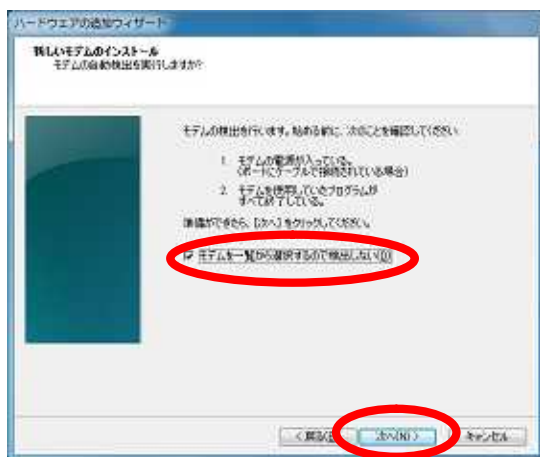 ハードウェアの追加ウィザード
新しいモデムのインストール
モデムの自動検出を実行しますか?
モデムの検出を行います。始める前に、次のことを確認してください。
1. モデムの電源が入っている。
(ポートにケーブルで接続されている場合)
2. モデムを使用していたプログラムが
すべて終了している。
準備ができたら、[次へ] をクリックしてください。
モデムを一覧から選択するので検出しない(D)
< 戻る(B) 次へ(N) > キャンセル